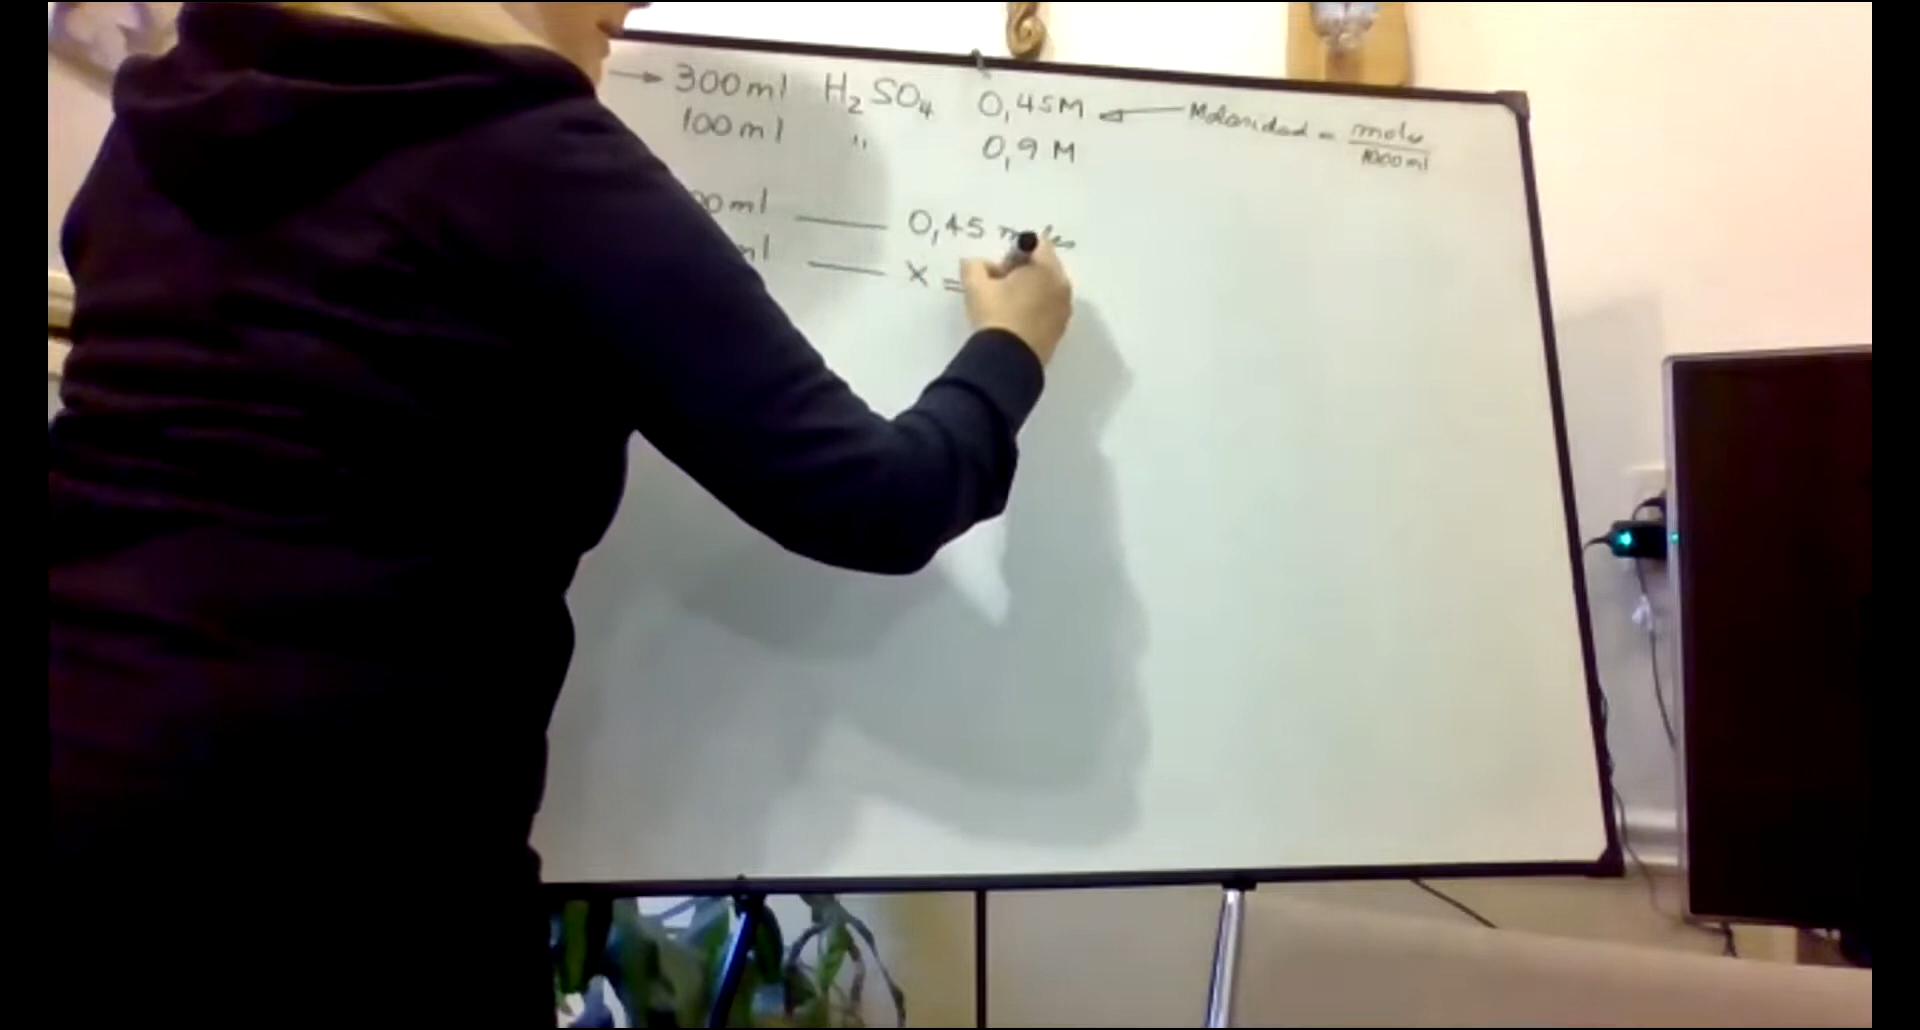 → 300 ml H₂SO₄ 0,45M ← Molaridad = moles / 1000 ml
100 ml " 0,9 M
00 ml — 0,45 moles
ml — x =